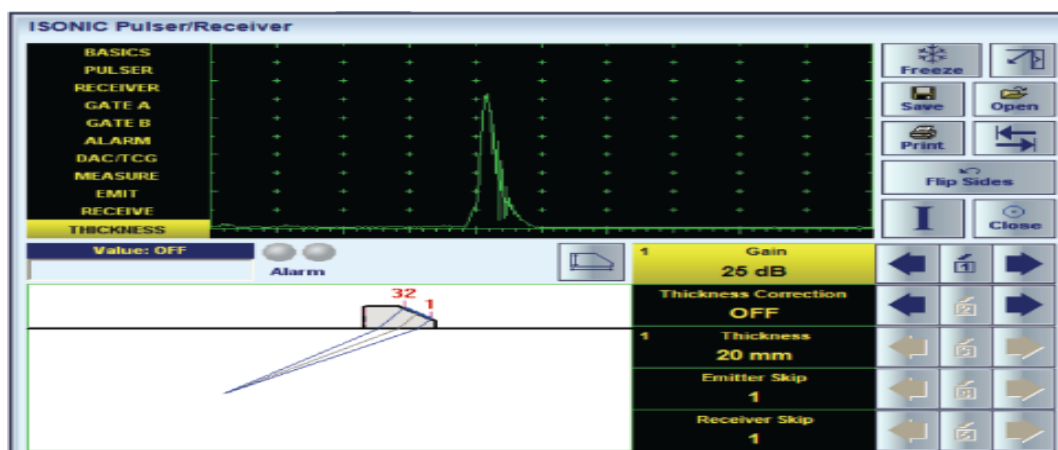 ISONIC Pulser/Receiver
BASICS
PULSER
RECEIVER
GATE A
GATE B
ALARM
DAC/TCG
MEASURE
EMIT
RECEIVE
THICKNESS
Freeze
Save
Open
Print
Flip Sides
Close
Value: OFF
Alarm
1 Gain
25 dB
1
Thickness Correction
OFF
1 Thickness
20 mm
Emitter Skip
1
Receiver Skip
1
32
1